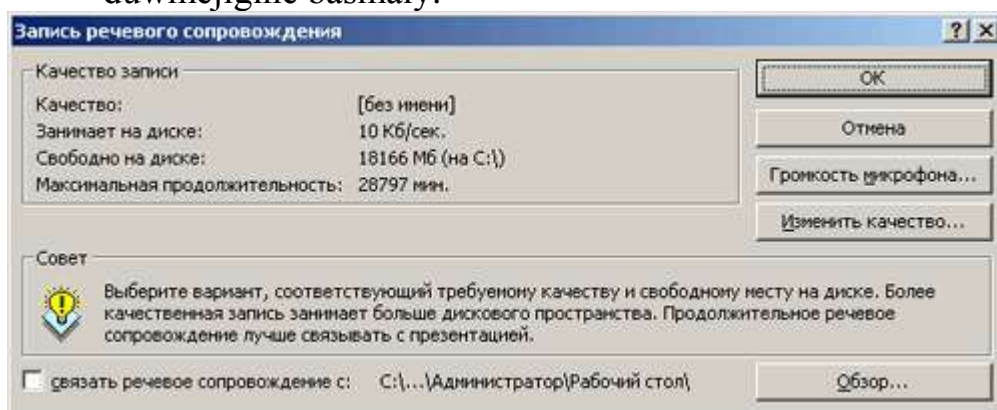 duwmejigine basmaly.
Запись речевого сопровождения
Качество записи
Качество: [без имени]
Занимает на диске: 10 Кб/сек.
Свободно на диске: 18166 Мб (на C:\)
Максимальная продолжительность: 28797 мин.
ОК
Отмена
Громкость микрофона...
Изменить качество...
Совет
Выберите вариант, соответствующий требуемому качеству и свободному месту на диске. Более
качественная запись занимает больше дискового пространства. Продолжительное речевое
сопровождение лучше связывать с презентацией.
связать речевое сопровождение с: C:\...\Администратор\Рабочий стол\
Обзор...